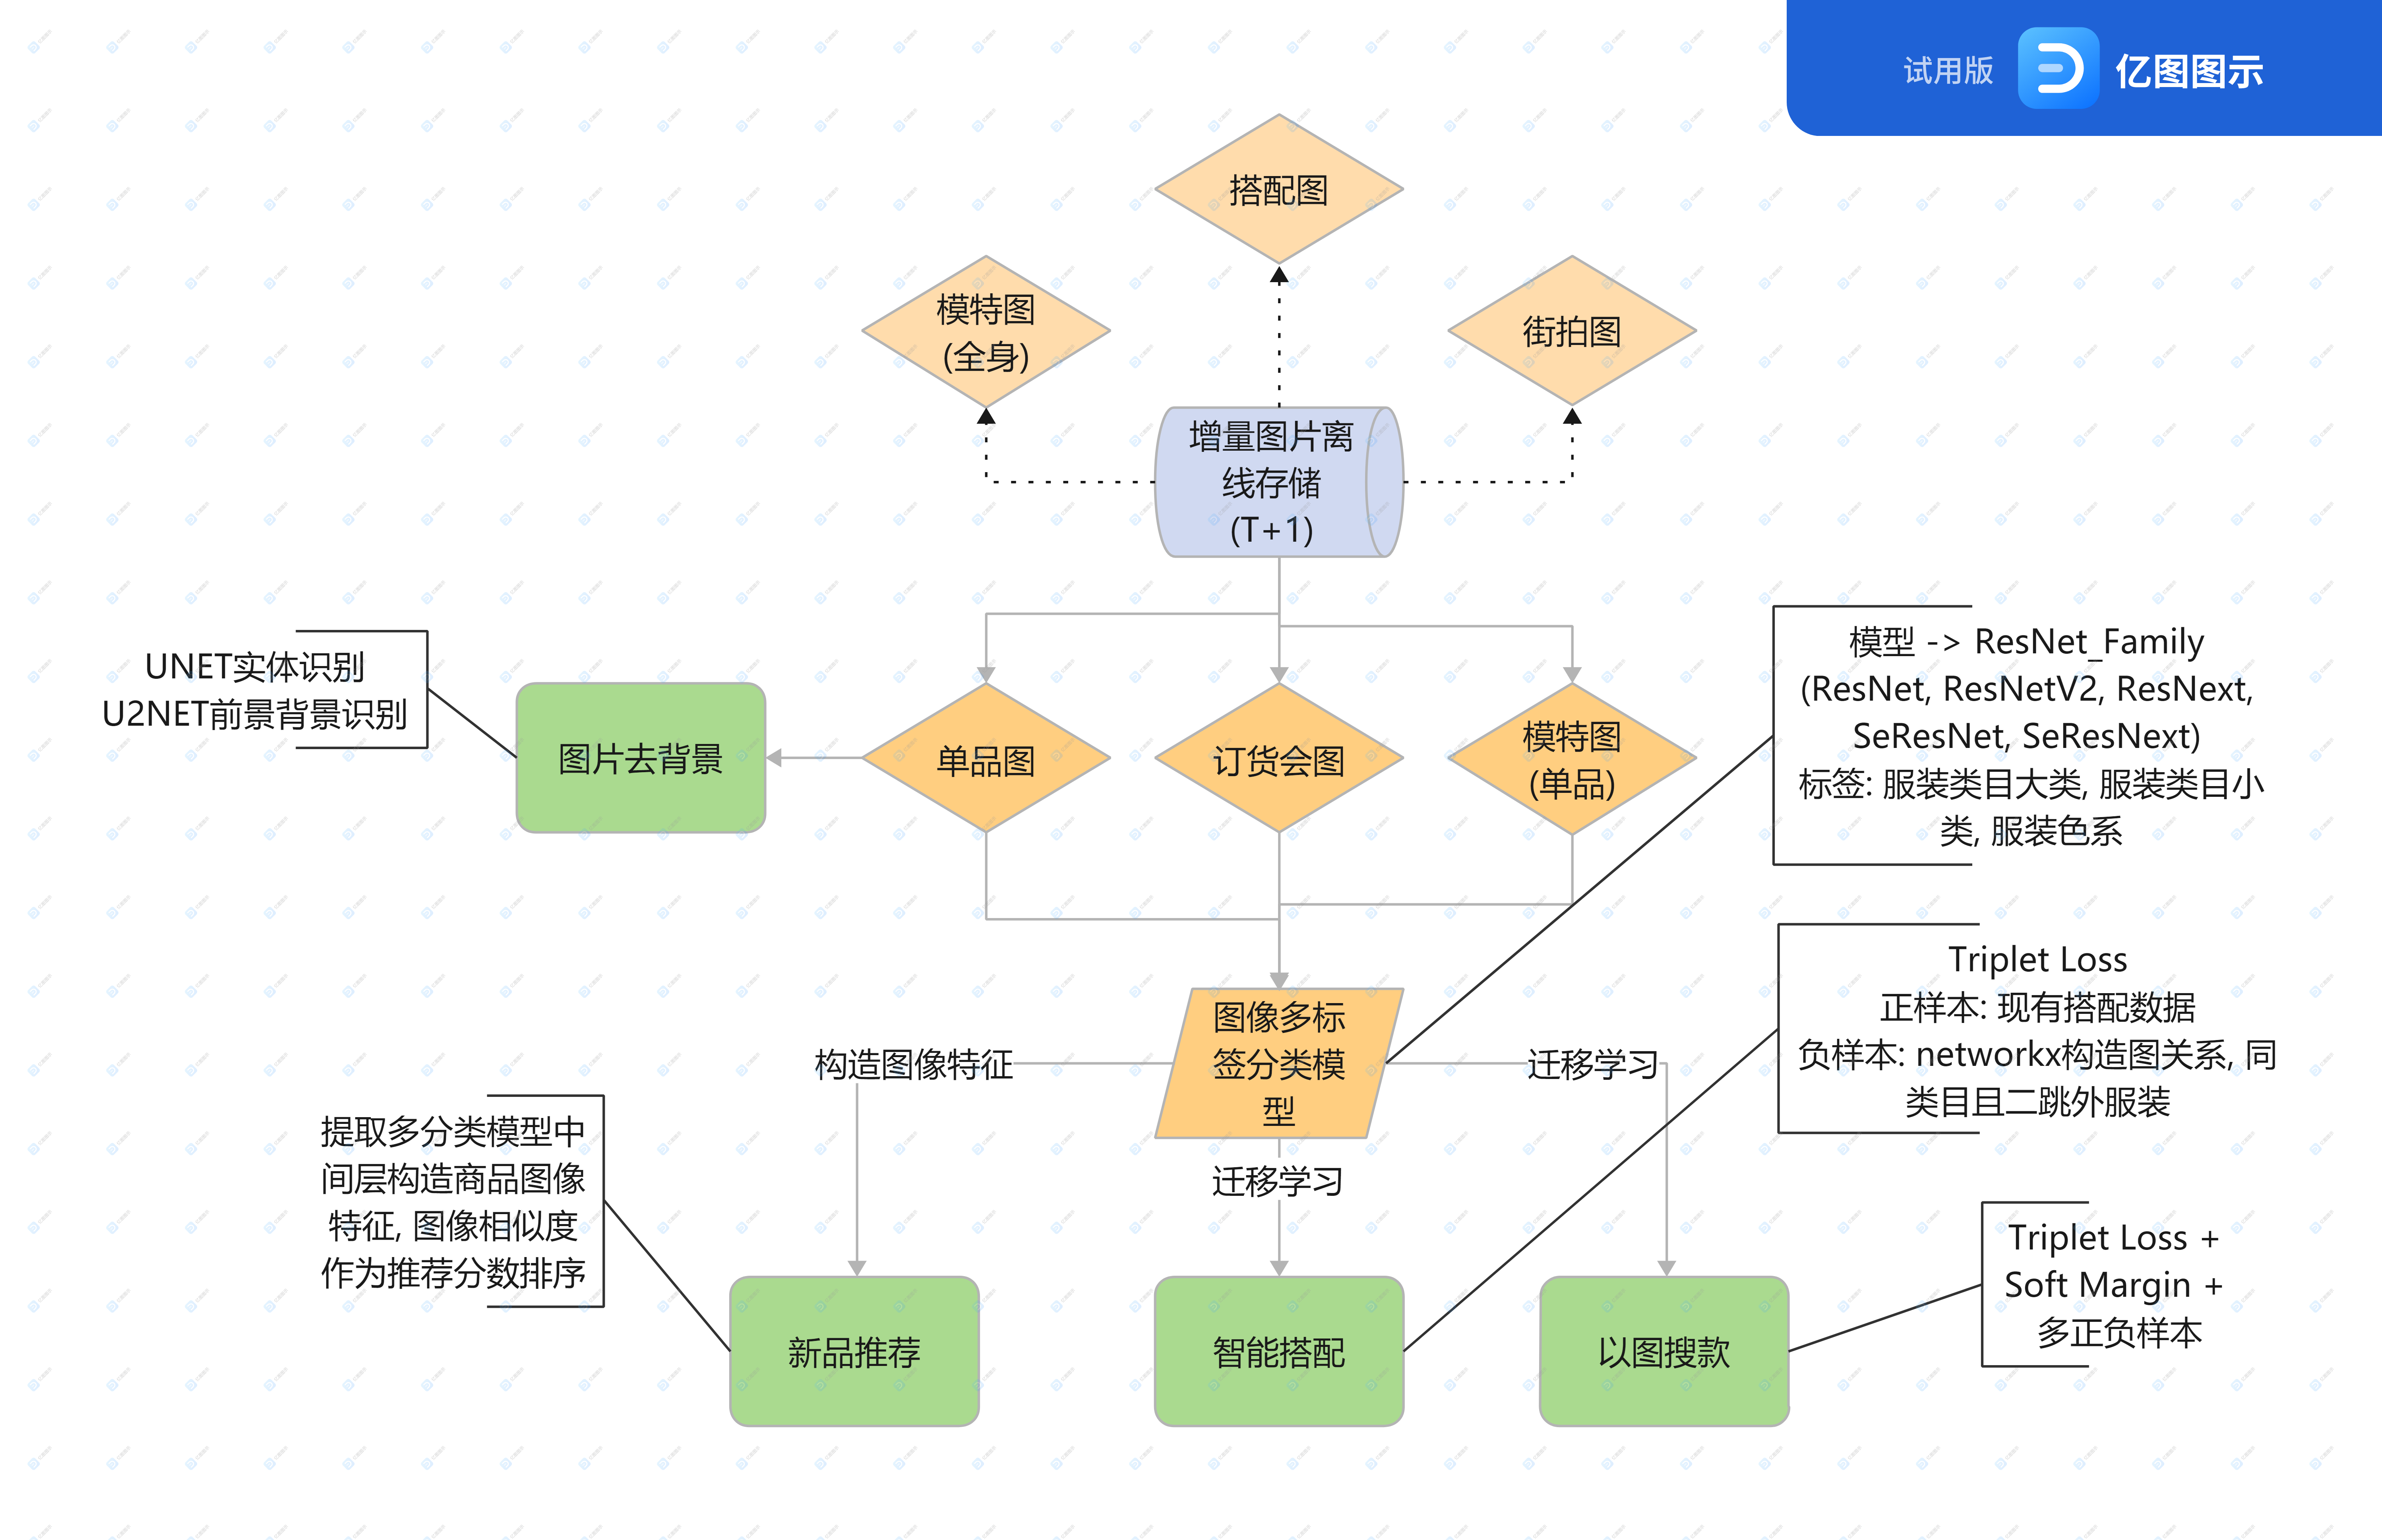 试用版
亿图图示
搭配图
模特图
(全身)
街拍图
增量图片离
线存储
(T+1)
UNET实体识别
U2NET前景背景识别
图片去背景
单品图
订货会图
模特图
(单品)
模型 -> ResNet_Family
(ResNet, ResNetV2, ResNext,
SeResNet, SeResNext)
标签: 服装类目大类, 服装类目小
类, 服装色系
Triplet Loss
正样本: 现有搭配数据
负样本: networkx构造图关系, 同
类目且二跳外服装
图像多标
签分类模
型
构造图像特征
迁移学习
迁移学习
提取多分类模型中
间层构造商品图像
特征, 图像相似度
作为推荐分数排序
Triplet Loss +
Soft Margin +
多正负样本
新品推荐
智能搭配
以图搜款